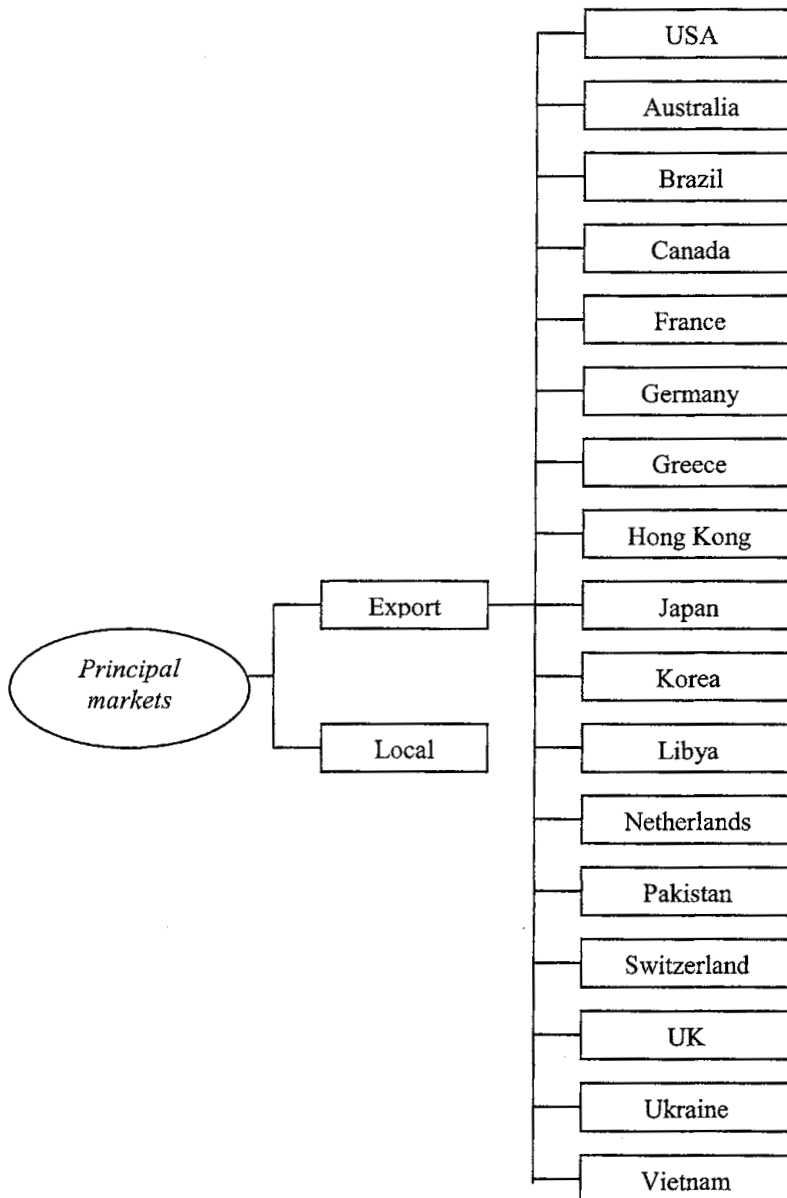 USA
Australia
Brazil
Canada
France
Germany
Greece
Hong Kong
Export
Japan
Principal
markets
Korea
Local
Libya
Netherlands
Pakistan
Switzerland
UK
Ukraine
Vietnam